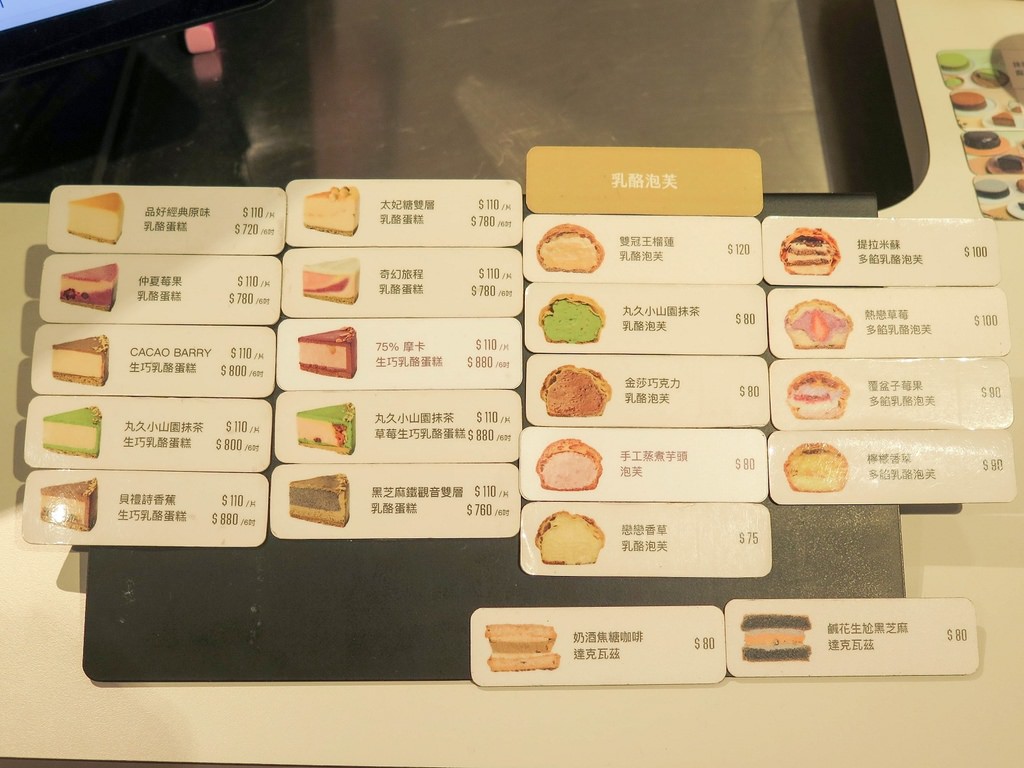 品好經典原味 $110/片
乳酪蛋糕 $720/6吋
仲夏莓果 $110/片
乳酪蛋糕 $780/6吋
CACAO BARRY $110/片
生巧乳酪蛋糕 $800/6吋
丸久小山園抹茶 $110/片
生巧乳酪蛋糕 $800/6吋
貝禮詩香蕉 $110/片
生巧乳酪蛋糕 $880/6吋
太妃糖雙層 $110/片
乳酪蛋糕 $780/6吋
奇幻旅程 $110/片
乳酪蛋糕 $780/6吋
75% 摩卡 $110/片
生巧乳酪蛋糕 $880/6吋
丸久小山園抹茶 $110/片
草莓生巧乳酪蛋糕 $880/6吋
黑芝麻鐵觀音雙層 $110/片
乳酪蛋糕 $760/6吋
乳酪泡芙
雙冠王榴蓮
乳酪泡芙 $120
丸久小山園抹茶
乳酪泡芙 $80
金莎巧克力
乳酪泡芙 $80
手工蒸煮芋頭
泡芙 $80
戀戀香草
乳酪泡芙 $75
提拉米蘇
多餡乳酪泡芙 $100
熱戀草莓
多餡乳酪泡芙 $100
覆盆子莓果
多餡乳酪泡芙 $80
檸檬香草
多餡乳酪泡芙 $80
奶酒焦糖咖啡
達克瓦茲 $80
鹹花生尬黑芝麻
達克瓦茲 $80